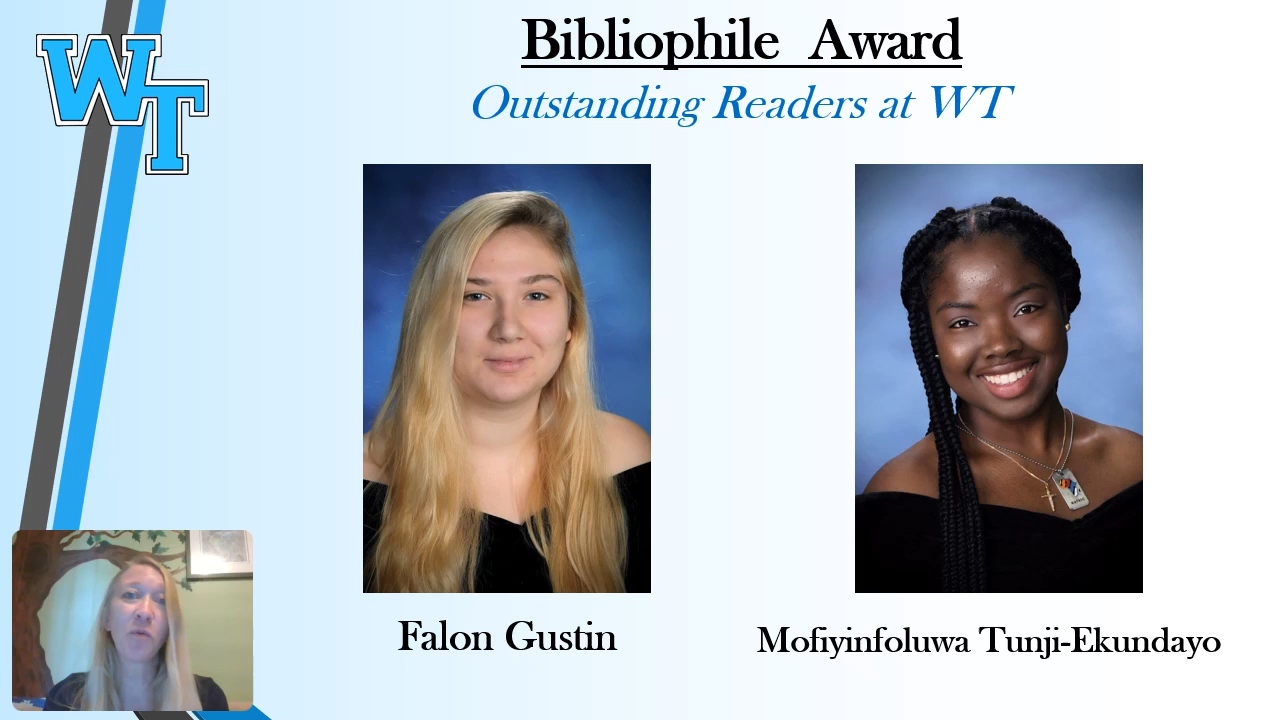 WT
Bibliophile Award
Outstanding Readers at WT
Falon Gustin
Mofiyinfoluwa Tunji-Ekundayo